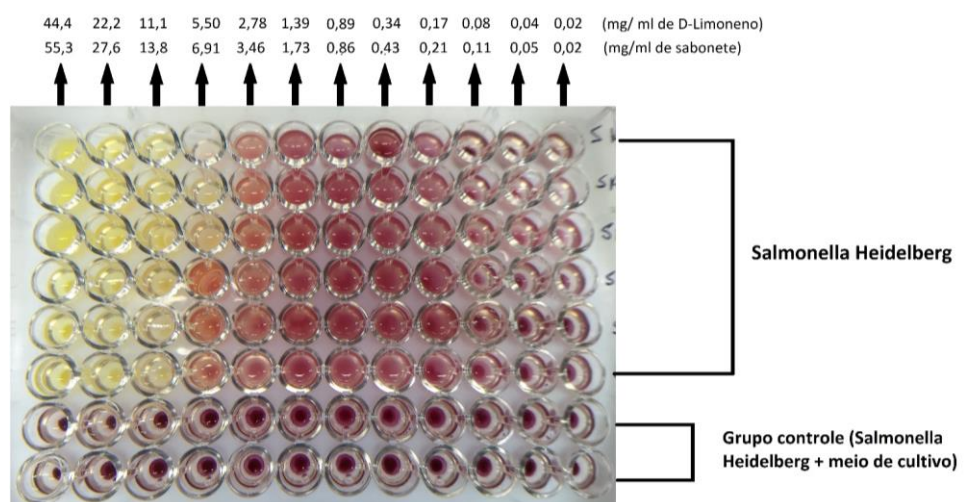 44,4 22,2 11,1 5,50 2,78 1,39 0,89 0,34 0,17 0,08 0,04 0,02 (mg/ ml de D-Limoneno)
55,3 27,6 13,8 6,91 3,46 1,73 0,86 0,43 0,21 0,11 0,05 0,02 (mg/ml de sabonete)
Salmonella Heidelberg
Grupo controle (Salmonella
Heidelberg + meio de cultivo)